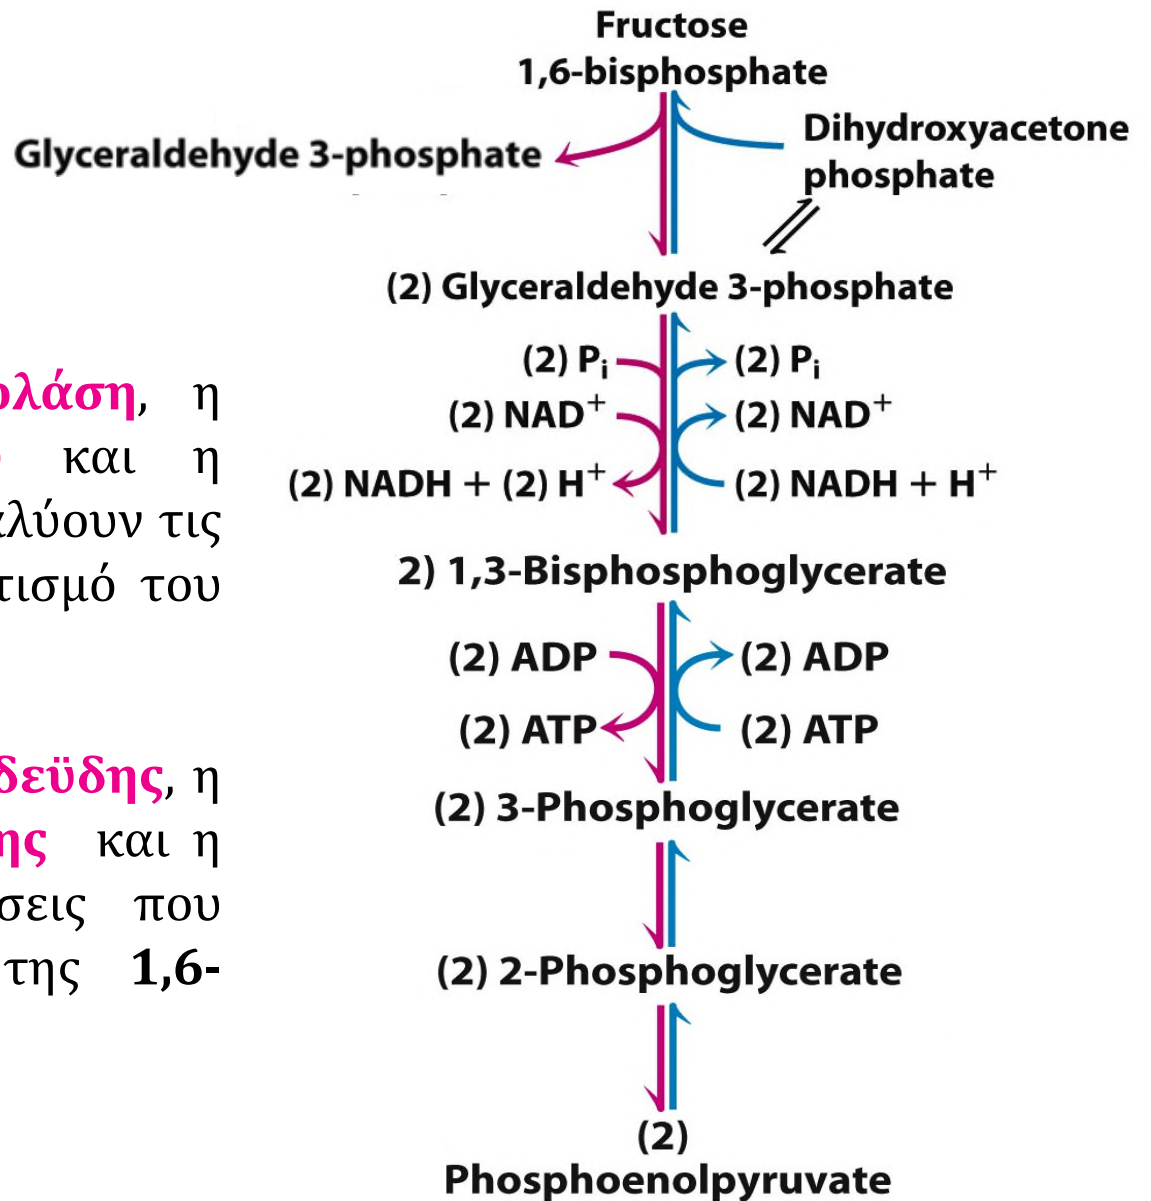 Fructose
1,6-bisphosphate
Dihydroxyacetone
phosphate
Glyceraldehyde 3-phosphate
(2) Glyceraldehyde 3-phosphate
(2) Pi (2) Pi
(2) NAD+ (2) NAD+
(2) NADH + (2) H+ (2) NADH + H+
2) 1,3-Bisphosphoglycerate
(2) ADP (2) ADP
(2) ATP (2) ATP
(2) 3-Phosphoglycerate
(2) 2-Phosphoglycerate
(2)
Phosphoenolpyruvate
ολάση, η
και η
αλύουν τις
τισμό του
δεϋδης, η
ης και η
σεις που
της 1,6-